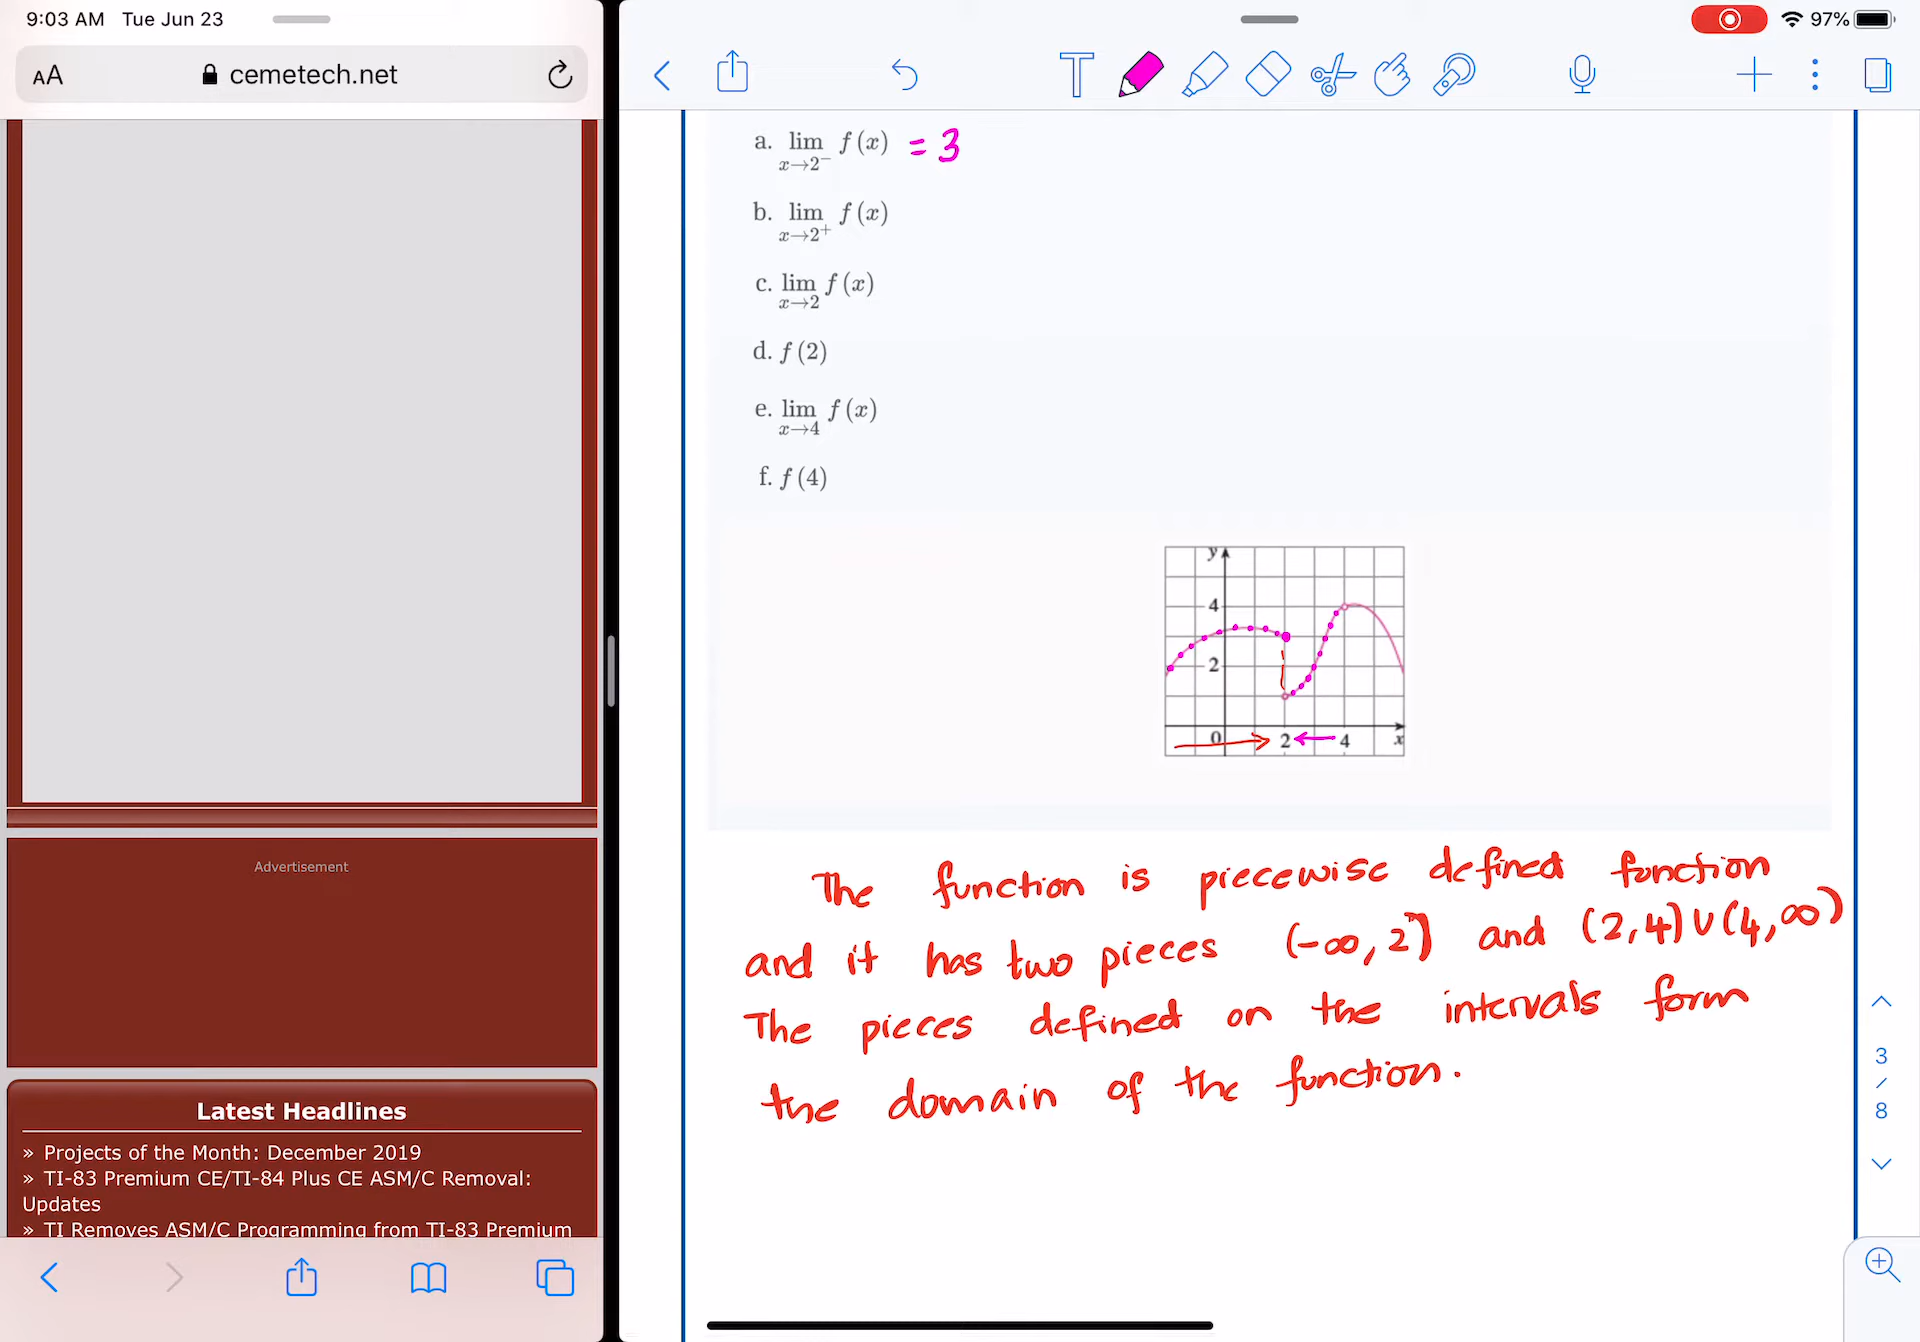 9:03 AM Tue Jun 23
AA cemetech.net
Advertisement
Latest Headlines
» Projects of the Month: December 2019
» TI-83 Premium CE/TI-84 Plus CE ASM/C Removal:
Updates
» TI Removes ASM/C Programming from TI-83 Premium
97%
T
a. lim x→2⁻ f(x) = 3
b. lim x→2⁺ f(x)
c. lim x→2 f(x)
d. f(2)
e. lim x→4 f(x)
f. f(4)
y
4
2
0 2 4 x
The function is piecewise defined function
and it has two pieces (-∞, 2] and (2,4)∪(4,∞)
The pieces defined on the intervals form
the domain of the function.
3
/
8